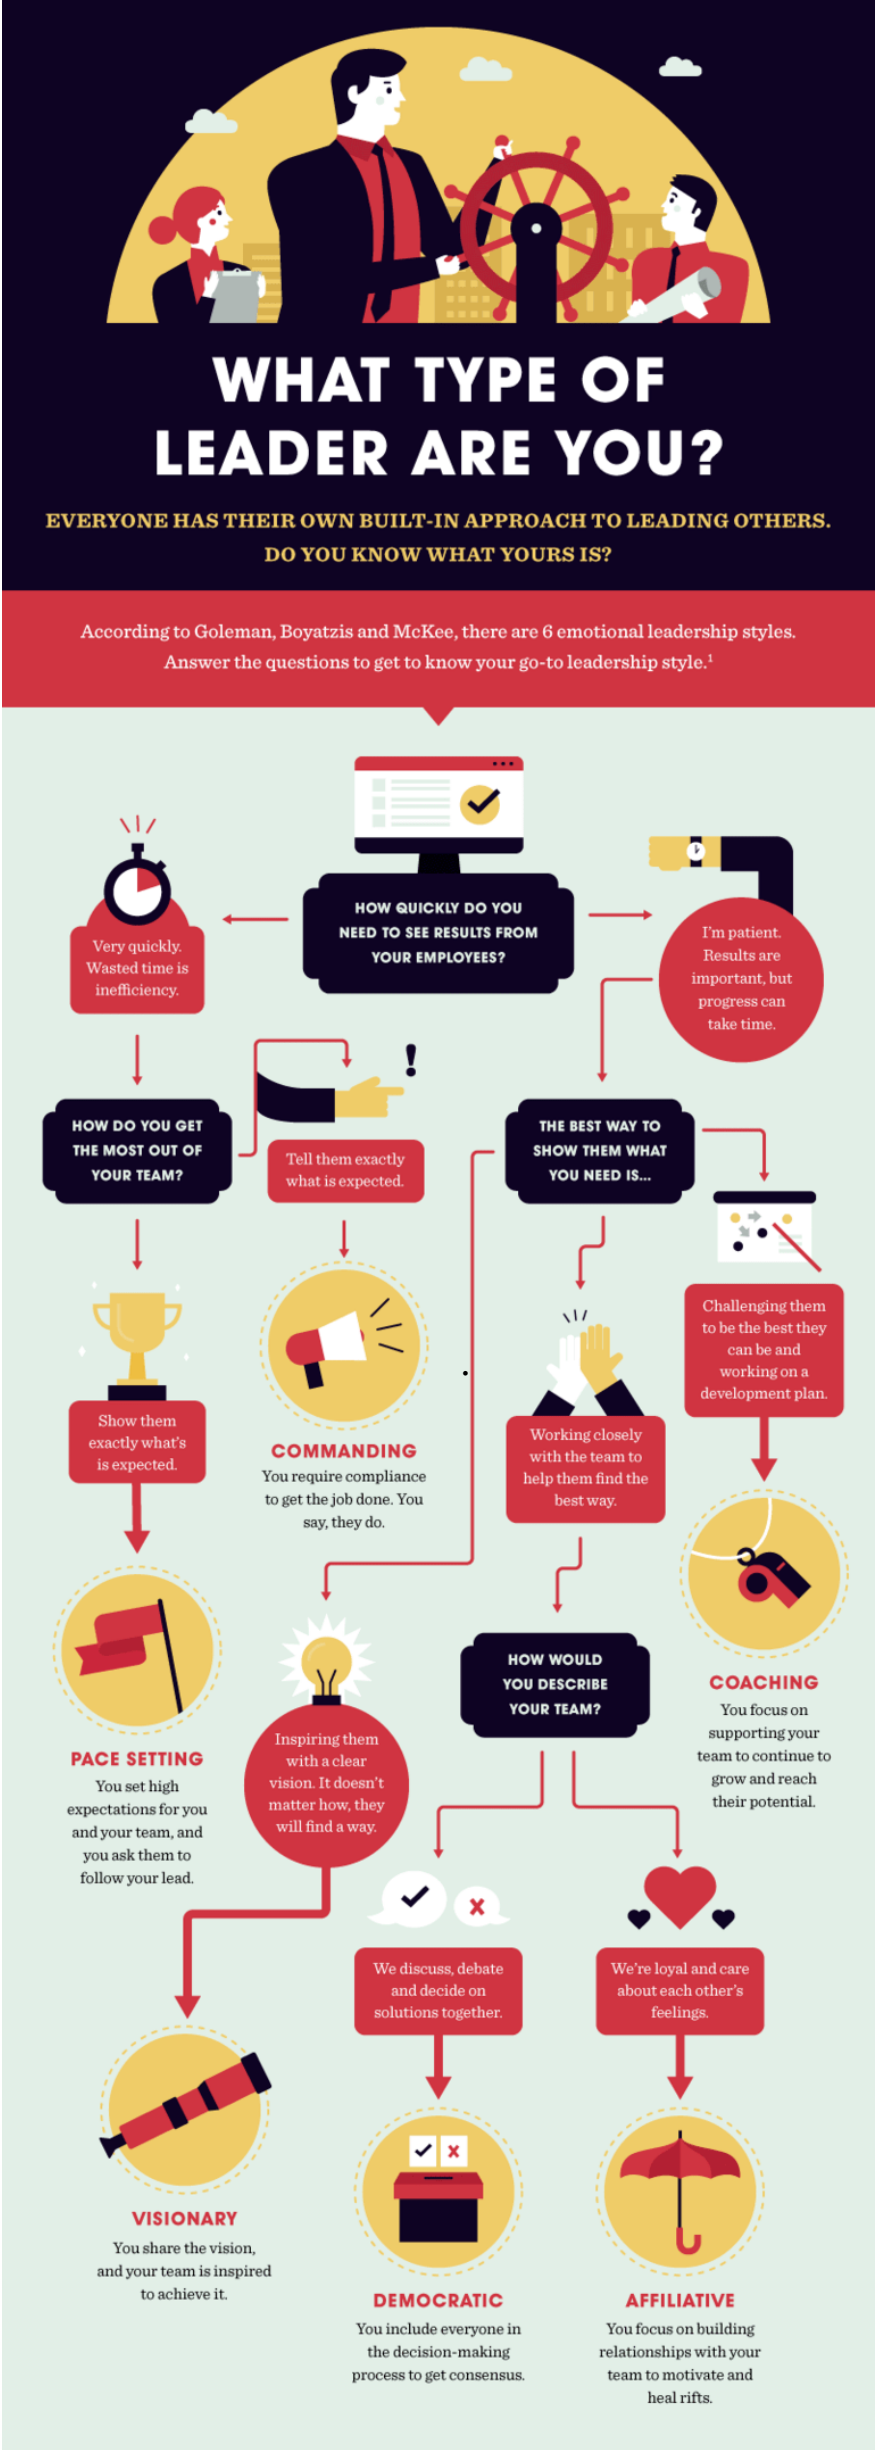 WHAT TYPE OF
LEADER ARE YOU?
EVERYONE HAS THEIR OWN BUILT-IN APPROACH TO LEADING OTHERS.
DO YOU KNOW WHAT YOURS IS?
According to Goleman, Boyatzis and McKee, there are 6 emotional leadership styles.
Answer the questions to get to know your go-to leadership style.¹
HOW QUICKLY DO YOU
NEED TO SEE RESULTS FROM
YOUR EMPLOYEES?
Very quickly.
Wasted time is
inefficiency.
I'm patient.
Results are
important, but
progress can
take time.
HOW DO YOU GET
THE MOST OUT OF
YOUR TEAM?
!
Tell them exactly
what is expected.
THE BEST WAY TO
SHOW THEM WHAT
YOU NEED IS...
Challenging them
to be the best they
can be and
working on a
development plan.
Show them
exactly what's
is expected.
COMMANDING
You require compliance
to get the job done. You
say, they do.
Working closely
with the team to
help them find the
best way.
COACHING
You focus on
supporting your
team to continue to
grow and reach
their potential.
HOW WOULD
YOU DESCRIBE
YOUR TEAM?
PACE SETTING
You set high
expectations for you
and your team, and
you ask them to
follow your lead.
Inspiring them
with a clear
vision. It doesn't
matter how, they
will find a way.
We discuss, debate
and decide on
solutions together.
We're loyal and care
about each other's
feelings.
VISIONARY
You share the vision,
and your team is inspired
to achieve it.
DEMOCRATIC
You include everyone in
the decision-making
process to get consensus.
AFFILIATIVE
You focus on building
relationships with your
team to motivate and
heal rifts.